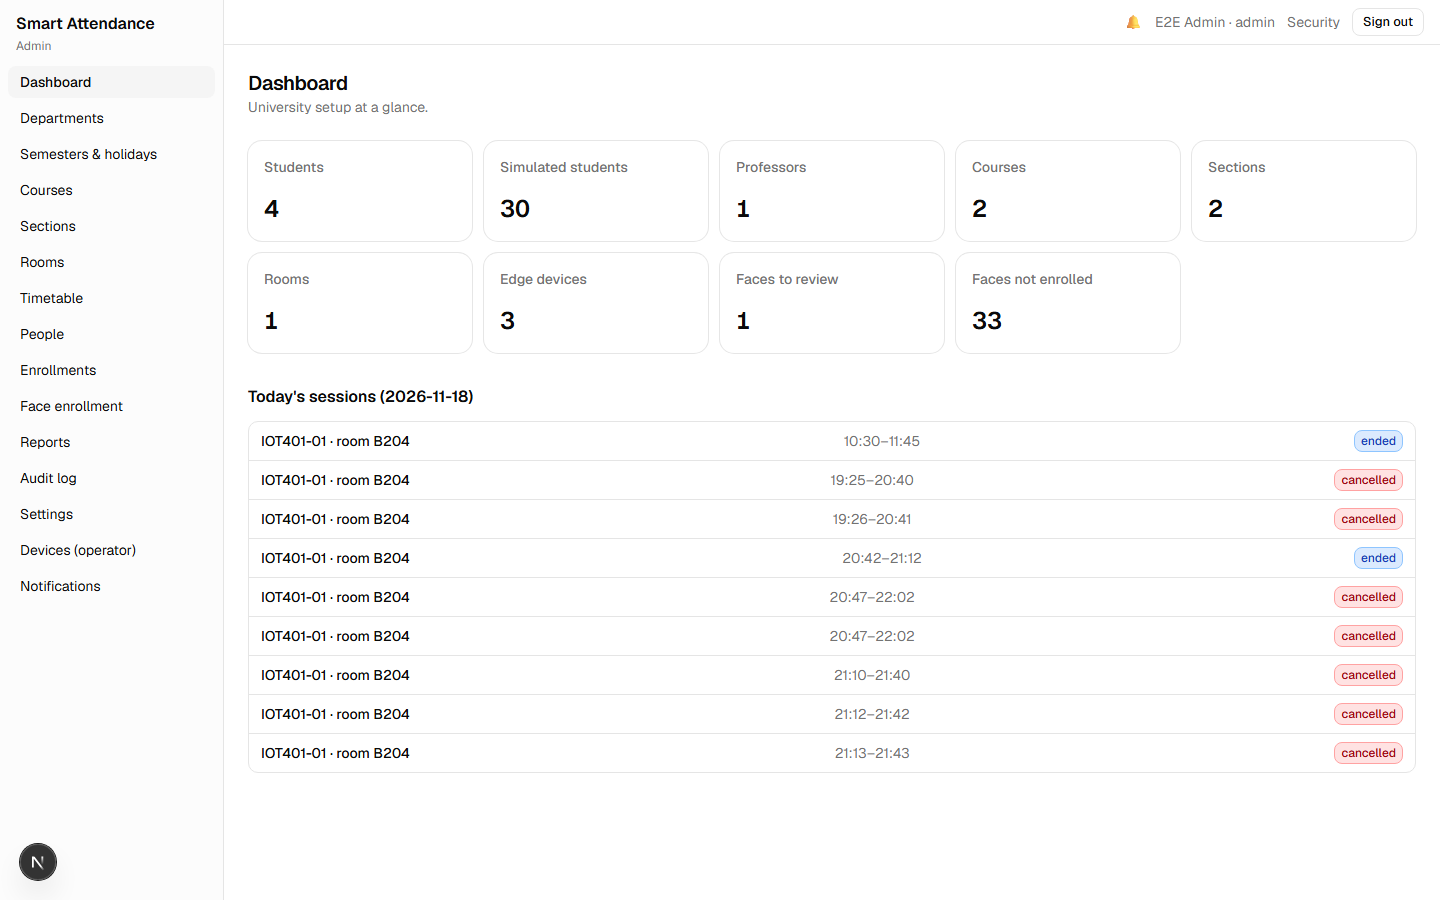 Smart Attendance
Admin
Dashboard
Departments
Semesters & holidays
Courses
Sections
Rooms
Timetable
People
Enrollments
Face enrollment
Reports
Audit log
Settings
Devices (operator)
Notifications
N
E2E Admin · admin Security Sign out
Dashboard
University setup at a glance.
Students Simulated students Professors Courses Sections
4 30 1 2 2
Rooms Edge devices Faces to review Faces not enrolled
1 3 1 33
Today's sessions (2026-11-18)
IOT401-01 · room B204 10:30–11:45 ended
IOT401-01 · room B204 19:25–20:40 cancelled
IOT401-01 · room B204 19:26–20:41 cancelled
IOT401-01 · room B204 20:42–21:12 ended
IOT401-01 · room B204 20:47–22:02 cancelled
IOT401-01 · room B204 20:47–22:02 cancelled
IOT401-01 · room B204 21:10–21:40 cancelled
IOT401-01 · room B204 21:12–21:42 cancelled
IOT401-01 · room B204 21:13–21:43 cancelled